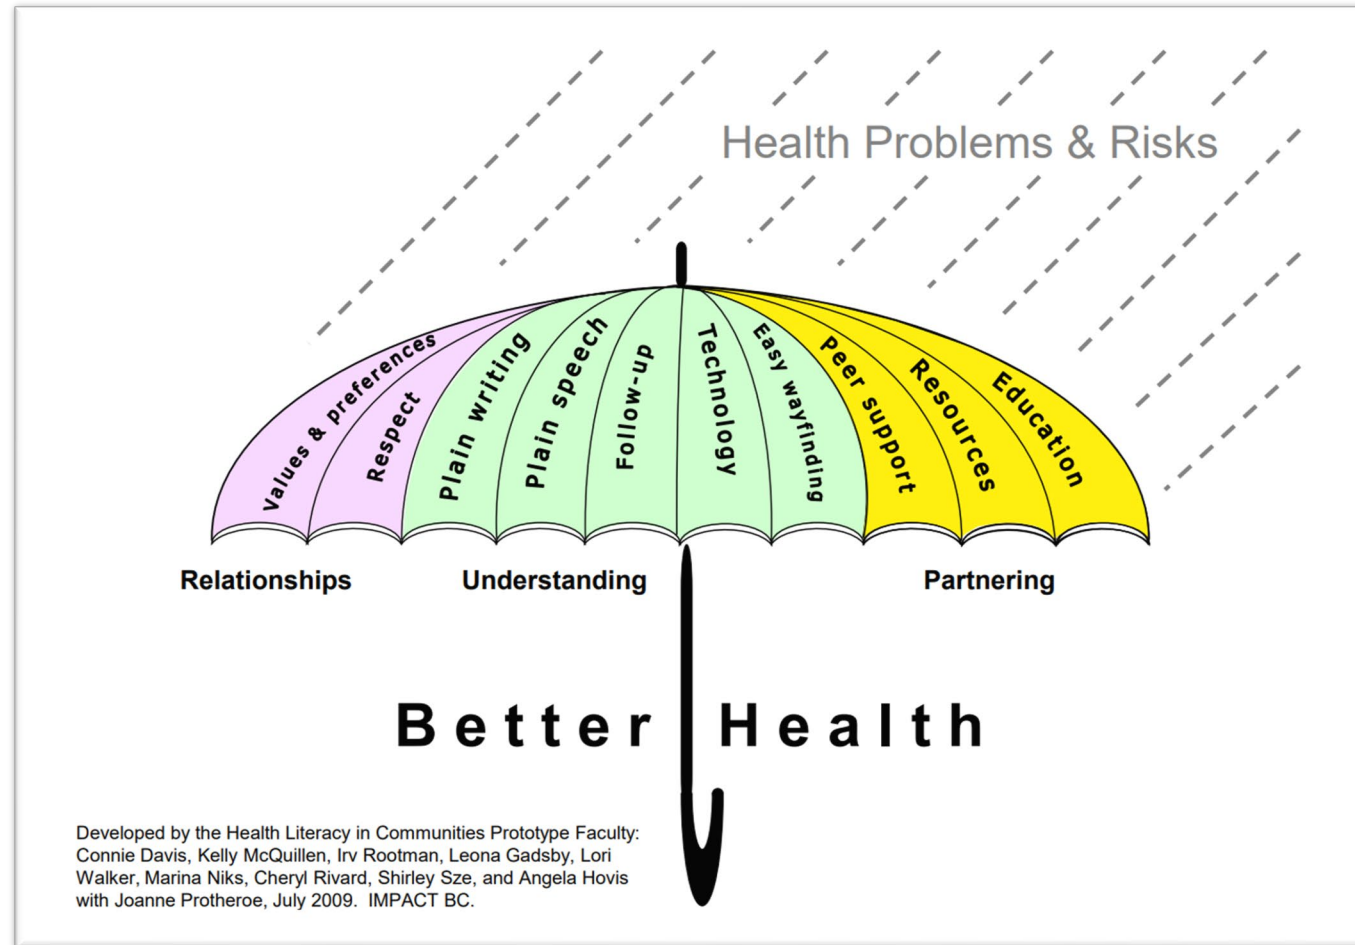 Health Problems & Risks
Values & preferences
Respect
Plain writing
Plain speech
Follow-up
Technology
Easy wayfinding
Peer support
Resources
Education
Relationships
Understanding
Partnering
Better Health
Developed by the Health Literacy in Communities Prototype Faculty:
Connie Davis, Kelly McQuillen, Irv Rootman, Leona Gadsby, Lori
Walker, Marina Niks, Cheryl Rivard, Shirley Sze, and Angela Hovis
with Joanne Protheroe, July 2009.  IMPACT BC.